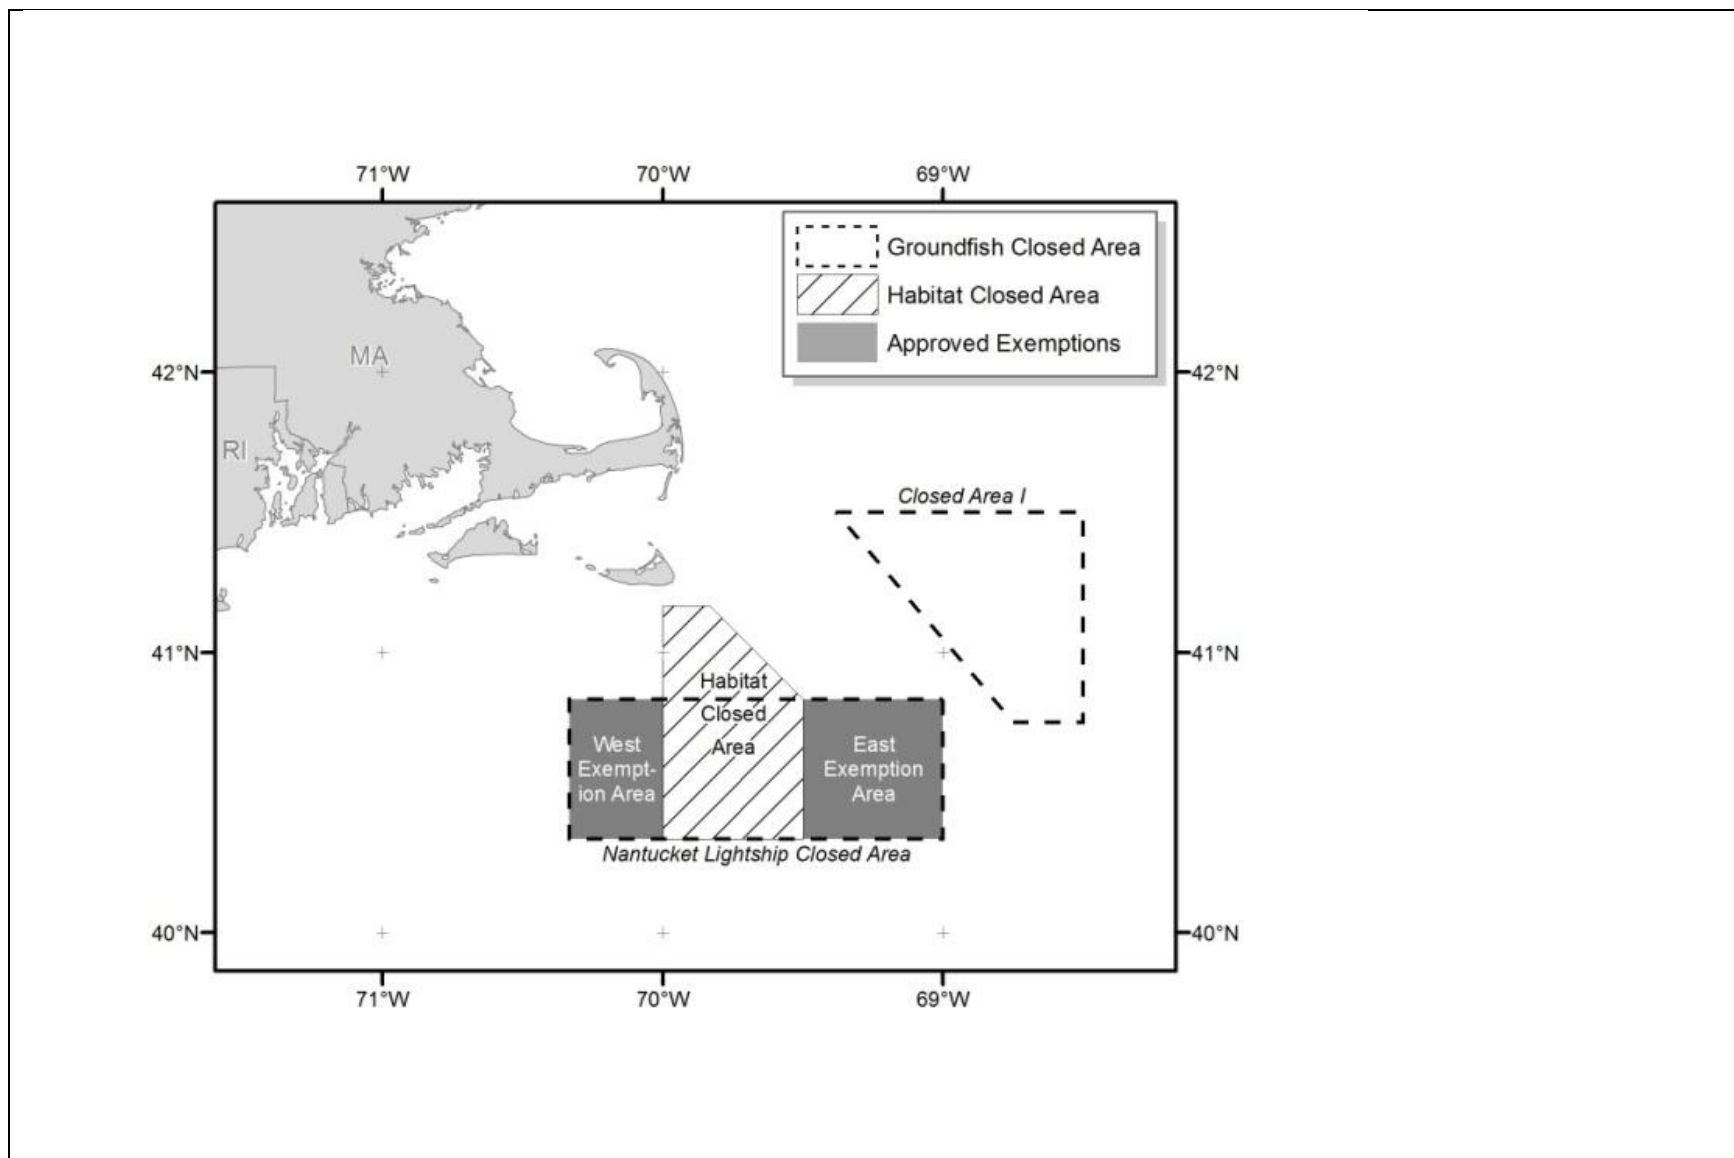 71°W 70°W 69°W
Groundfish Closed Area
Habitat Closed Area
Approved Exemptions
MA
42°N 42°N
RI
Closed Area I
41°N 41°N
Habitat
Closed
Area
West
Exempt-
ion Area
East
Exemption
Area
Nantucket Lightship Closed Area
40°N 40°N
71°W 70°W 69°W